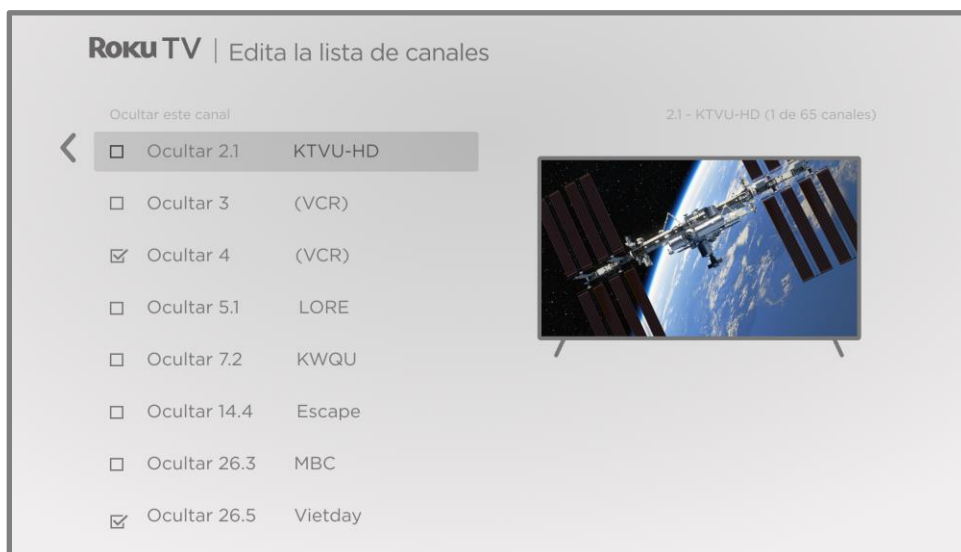 Roku TV | Edita la lista de canales
Ocultar este canal
2.1 - KTVU-HD (1 de 65 canales)
Ocultar 2.1 KTVU-HD
Ocultar 3 (VCR)
Ocultar 4 (VCR)
Ocultar 5.1 LORE
Ocultar 7.2 KWQU
Ocultar 14.4 Escape
Ocultar 26.3 MBC
Ocultar 26.5 Vietday